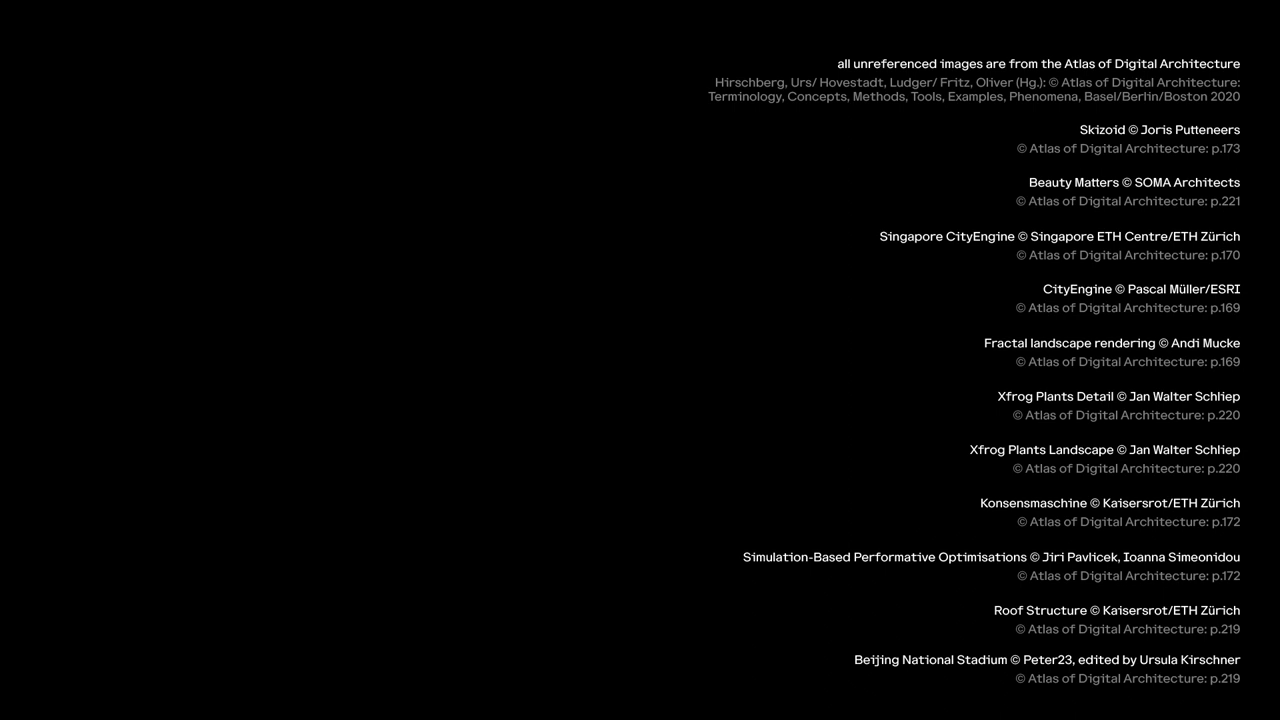 all unreferenced images are from the Atlas of Digital Architecture
Hirschberg, Urs/ Hovestadt, Ludger/ Fritz, Oliver (Hg.): © Atlas of Digital Architecture:
Terminology, Concepts, Methods, Tools, Examples, Phenomena, Basel/Berlin/Boston 2020
Skizoid © Joris Putteneers
© Atlas of Digital Architecture: p.173
Beauty Matters © SOMA Architects
© Atlas of Digital Architecture: p.221
Singapore CityEngine © Singapore ETH Centre/ETH Zürich
© Atlas of Digital Architecture: p.170
CityEngine © Pascal Müller/ESRI
© Atlas of Digital Architecture: p.169
Fractal landscape rendering © Andi Mucke
© Atlas of Digital Architecture: p.169
Xfrog Plants Detail © Jan Walter Schliep
© Atlas of Digital Architecture: p.220
Xfrog Plants Landscape © Jan Walter Schliep
© Atlas of Digital Architecture: p.220
Konsensmaschine © Kaisersrot/ETH Zürich
© Atlas of Digital Architecture: p.172
Simulation-Based Performative Optimisations © Jiri Pavlicek, Ioanna Simeonidou
© Atlas of Digital Architecture: p.172
Roof Structure © Kaisersrot/ETH Zürich
© Atlas of Digital Architecture: p.219
Beijing National Stadium © Peter23, edited by Ursula Kirschner
© Atlas of Digital Architecture: p.219